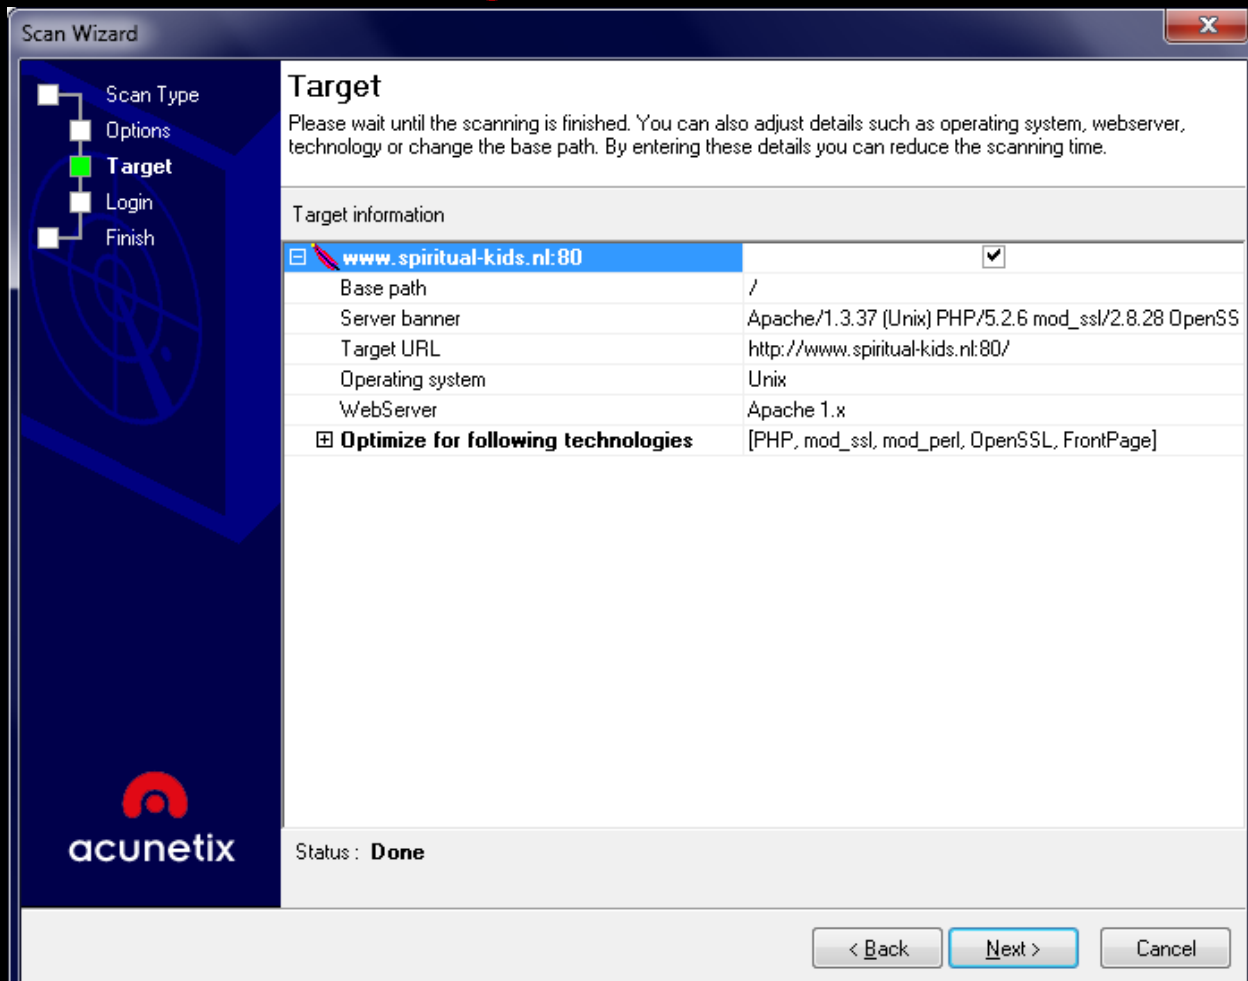 Scan Wizard
Scan Type
Options
Target
Login
Finish
Target
Please wait until the scanning is finished. You can also adjust details such as operating system, webserver,
technology or change the base path. By entering these details you can reduce the scanning time.
Target information
www.spiritual-kids.nl:80
Base path /
Server banner Apache/1.3.37 (Unix) PHP/5.2.6 mod_ssl/2.8.28 OpenSS
Target URL http://www.spiritual-kids.nl:80/
Operating system Unix
WebServer Apache 1.x
Optimize for following technologies [PHP, mod_ssl, mod_perl, OpenSSL, FrontPage]
acunetix
Status : Done
< Back Next > Cancel